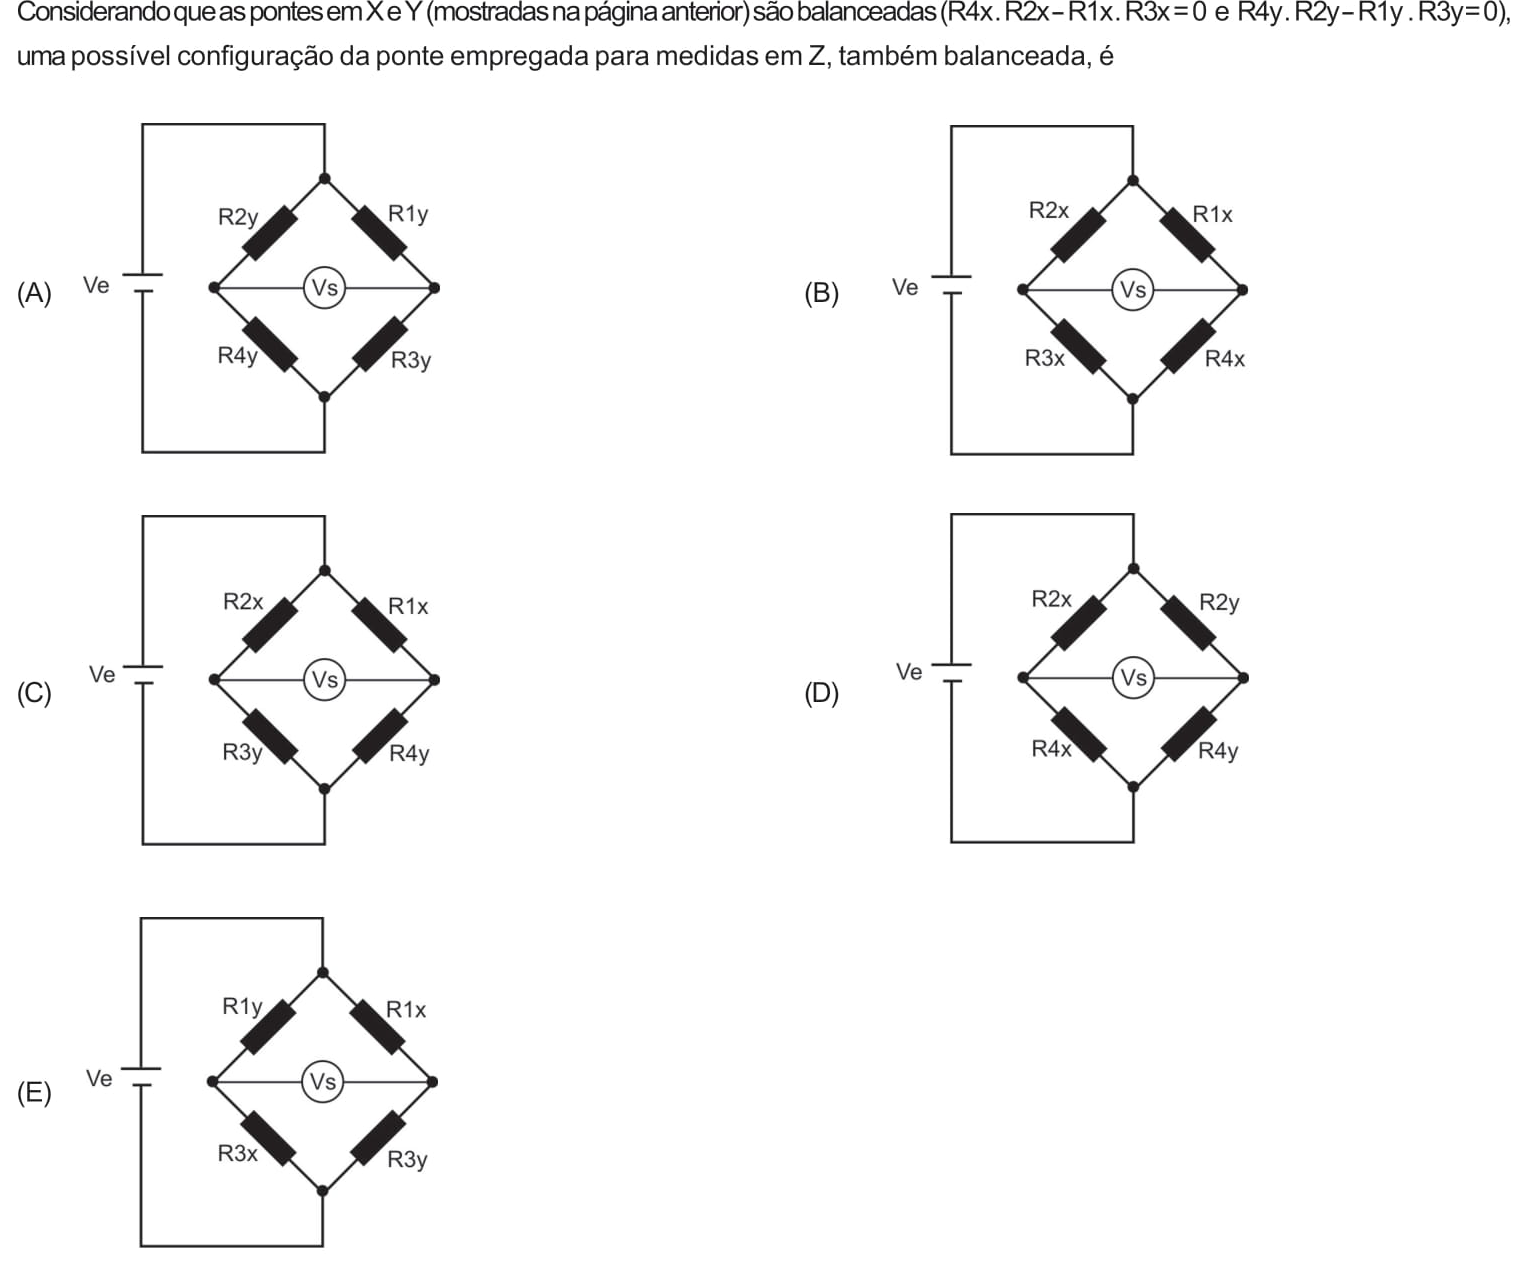 Considerando que as pontes em X e Y (mostradas na página anterior) são balanceadas (R4x. R2x – R1x. R3x = 0 e R4y. R2y – R1y . R3y= 0),
uma possível configuração da ponte empregada para medidas em Z, também balanceada, é
(A)
Ve
R2y
R1y
Vs
R4y
R3y
(B)
Ve
R2x
R1x
Vs
R3x
R4x
(C)
Ve
R2x
R1x
Vs
R3y
R4y
(D)
Ve
R2x
R2y
Vs
R4x
R4y
(E)
Ve
R1y
R1x
Vs
R3x
R3y